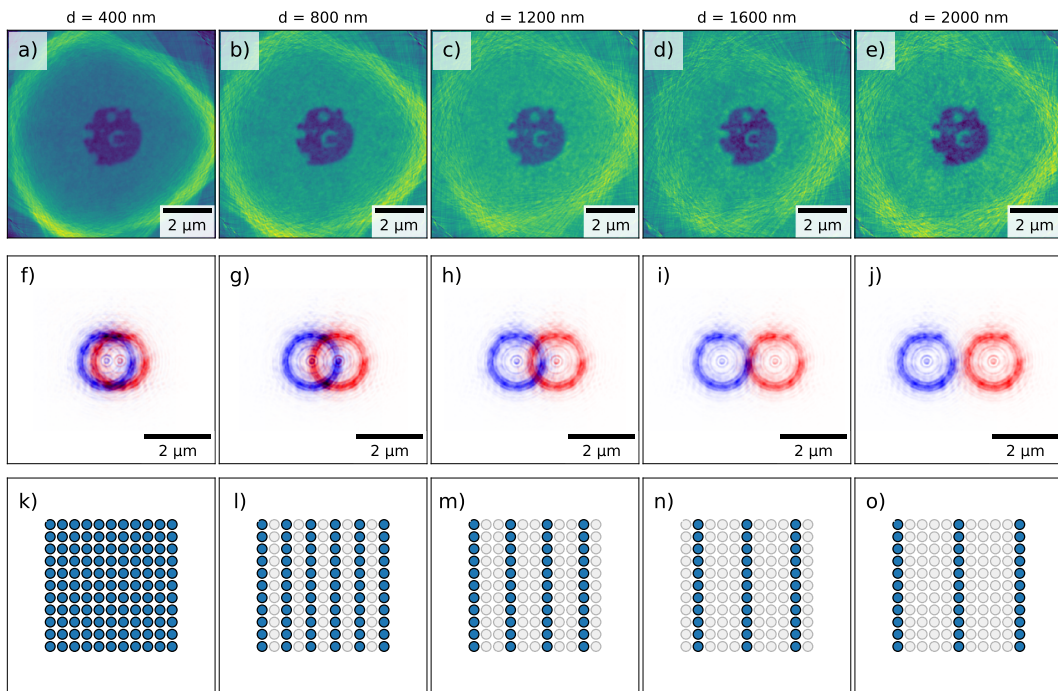 d = 400 nm
d = 800 nm
d = 1200 nm
d = 1600 nm
d = 2000 nm
a)
b)
c)
d)
e)
2 μm
2 μm
2 μm
2 μm
2 μm
f)
g)
h)
i)
j)
2 μm
2 μm
2 μm
2 μm
2 μm
k)
l)
m)
n)
o)